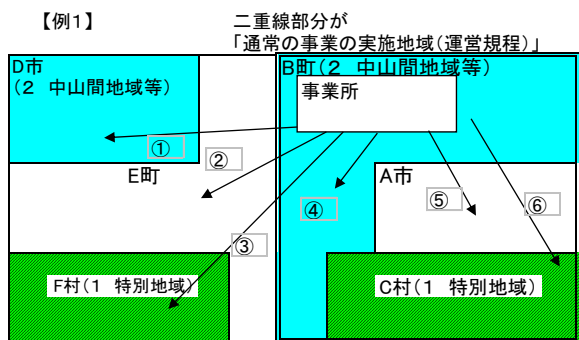 【例1】
二重線部分が
「通常の事業の実施地域(運営規程)」
D市
(2 中山間地域等)
B町(2 中山間地域等)
事業所
①
②
E町
A市
④
⑤
⑥
③
F村(1 特別地域)
C村(1 特別地域)